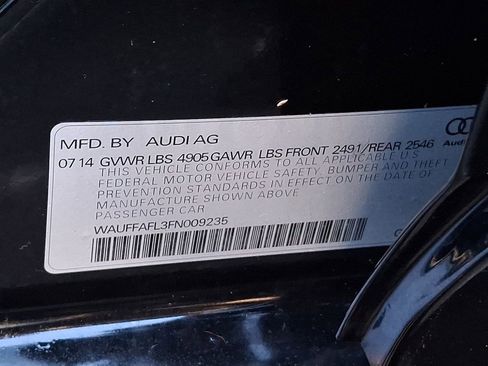 MFD. BY AUDI AG
07 14 GVWR LBS 4905 GAWR LBS FRONT 2491/REAR 2546
THIS VEHICLE CONFORMS TO ALL APPLICABLE U.S
FEDERAL MOTOR VEHICLE SAFETY, BUMPER AND THEFT
PREVENTION STANDARDS IN EFFECT ON THE DATE OF
MANUFACTURE SHOWN ABOVE
PASSENGER CAR
WAUFFAFL3FN009235
Audi